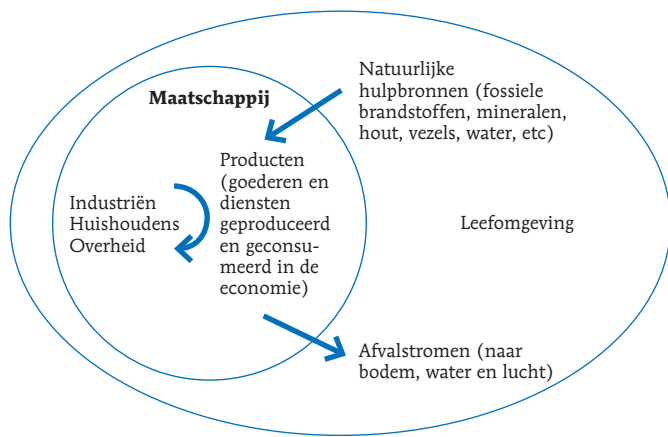 Natuurlijke
hulpbronnen (fossiele
brandstoffen, mineralen,
hout, vezels, water, etc)
Maatschappij
Producten
(goederen en
diensten
geproduceerd
en geconsu-
meerd in de
economie)
Industriën
Huishoudens
Overheid
Leefomgeving
Afvalstromen (naar
bodem, water en lucht)